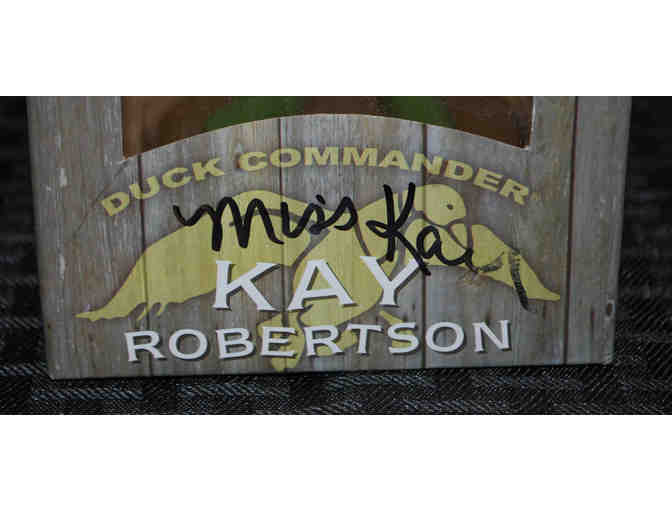 DUCK COMMANDER
Miss Kay
KAY
ROBERTSON